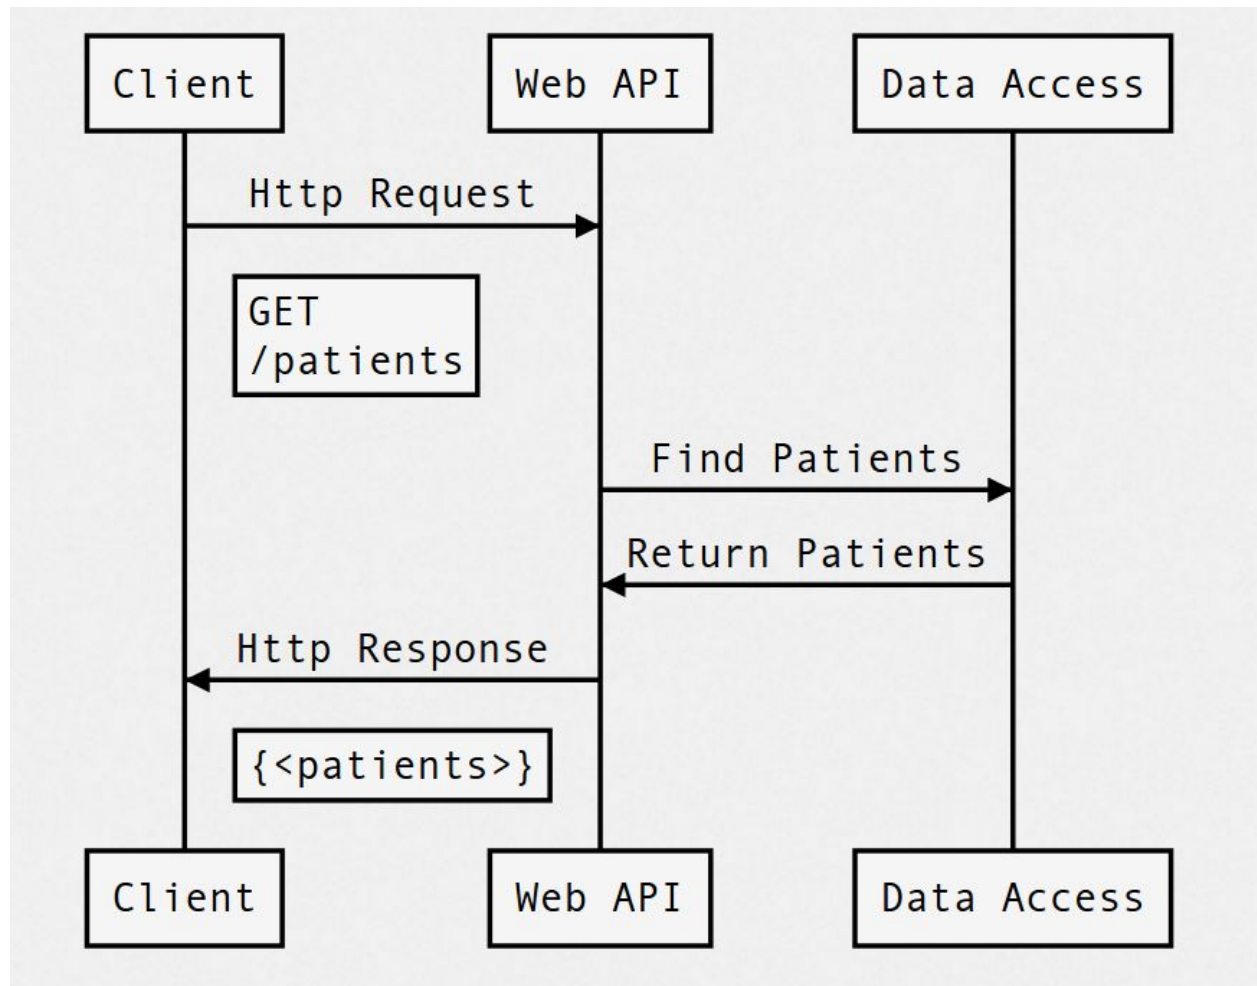 Client
Web API
Data Access
Http Request
GET
/patients
Find Patients
Return Patients
Http Response
{<patients>}
Client
Web API
Data Access